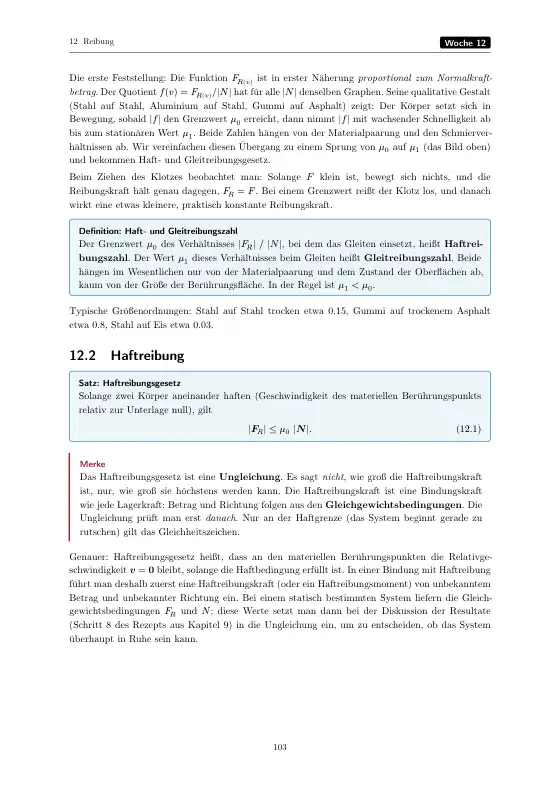 12 Reibung
Woche 12
Die erste Feststellung: Die Funktion F_R(v) ist in erster Näherung proportional zum Normalkraft-
betrag. Der Quotient f(v) = F_R(v)/|N| hat für alle |N| denselben Graphen. Seine qualitative Gestalt
(Stahl auf Stahl, Aluminium auf Stahl, Gummi auf Asphalt) zeigt: Der Körper setzt sich in
Bewegung, sobald |f| den Grenzwert μ₀ erreicht, dann nimmt |f| mit wachsender Schnelligkeit ab
bis zum stationären Wert μ₁. Beide Zahlen hängen von der Materialpaarung und den Schmierver-
hältnissen ab. Wir vereinfachen diesen Übergang zu einem Sprung von μ₀ auf μ₁ (das Bild oben)
und bekommen Haft- und Gleitreibungsgesetz.
Beim Ziehen des Klotzes beobachtet man: Solange F klein ist, bewegt sich nichts, und die
Reibungskraft hält genau dagegen, F_R = F. Bei einem Grenzwert reißt der Klotz los, und danach
wirkt eine etwas kleinere, praktisch konstante Reibungskraft.
Definition: Haft- und Gleitreibungszahl
Der Grenzwert μ₀ des Verhältnisses |F_R| / |N|, bei dem das Gleiten einsetzt, heißt Haftrei-
bungszahl. Der Wert μ₁ dieses Verhältnisses beim Gleiten heißt Gleitreibungszahl. Beide
hängen im Wesentlichen nur von der Materialpaarung und dem Zustand der Oberflächen ab,
kaum von der Größe der Berührungsfläche. In der Regel ist μ₁ < μ₀.
Typische Größenordnungen: Stahl auf Stahl trocken etwa 0.15, Gummi auf trockenem Asphalt
etwa 0.8, Stahl auf Eis etwa 0.03.
12.2 Haftreibung
Satz: Haftreibungsgesetz
Solange zwei Körper aneinander haften (Geschwindigkeit des materiellen Berührungspunkts
relativ zur Unterlage null), gilt
|F_R| ≤ μ₀ |N|. (12.1)
Merke
Das Haftreibungsgesetz ist eine Ungleichung. Es sagt nicht, wie groß die Haftreibungskraft
ist, nur, wie groß sie höchstens werden kann. Die Haftreibungskraft ist eine Bindungskraft
wie jede Lagerkraft: Betrag und Richtung folgen aus den Gleichgewichtsbedingungen. Die
Ungleichung prüft man erst danach. Nur an der Haftgrenze (das System beginnt gerade zu
rutschen) gilt das Gleichheitszeichen.
Genauer: Haftreibungsgesetz heißt, dass an den materiellen Berührungspunkten die Relativge-
schwindigkeit v = 0 bleibt, solange die Haftbedingung erfüllt ist. In einer Bindung mit Haftreibung
führt man deshalb zuerst eine Haftreibungskraft (oder ein Haftreibungsmoment) von unbekanntem
Betrag und unbekannter Richtung ein. Bei einem statisch bestimmten System liefern die Gleich-
gewichtsbedingungen F_R und N; diese Werte setzt man dann bei der Diskussion der Resultate
(Schritt 8 des Rezepts aus Kapitel 9) in die Ungleichung ein, um zu entscheiden, ob das System
überhaupt in Ruhe sein kann.
103